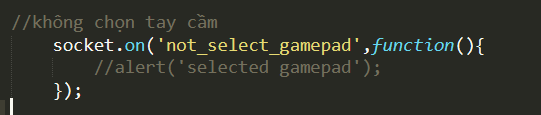 //không chọn tay cầm
socket.on('not_select_gamepad',function(){
//alert('selected gamepad');
});